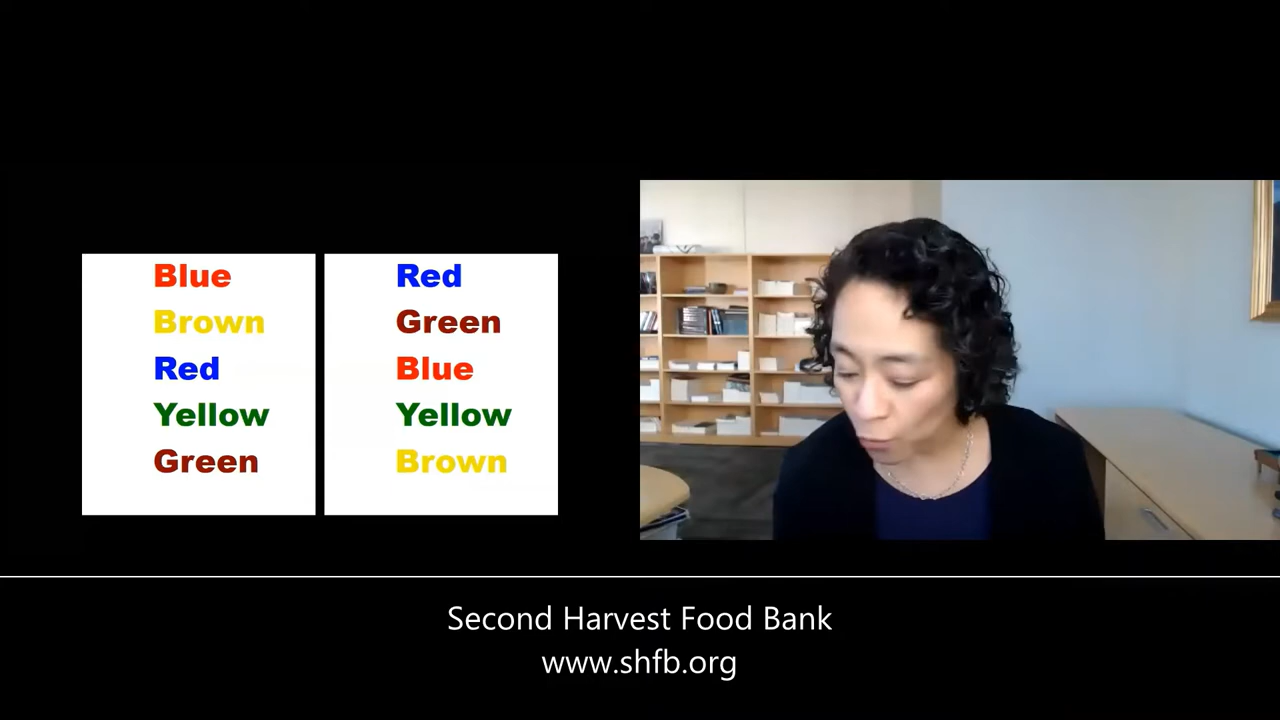 Blue
Brown
Red
Yellow
Green
Red
Green
Blue
Yellow
Brown
Second Harvest Food Bank
www.shfb.org